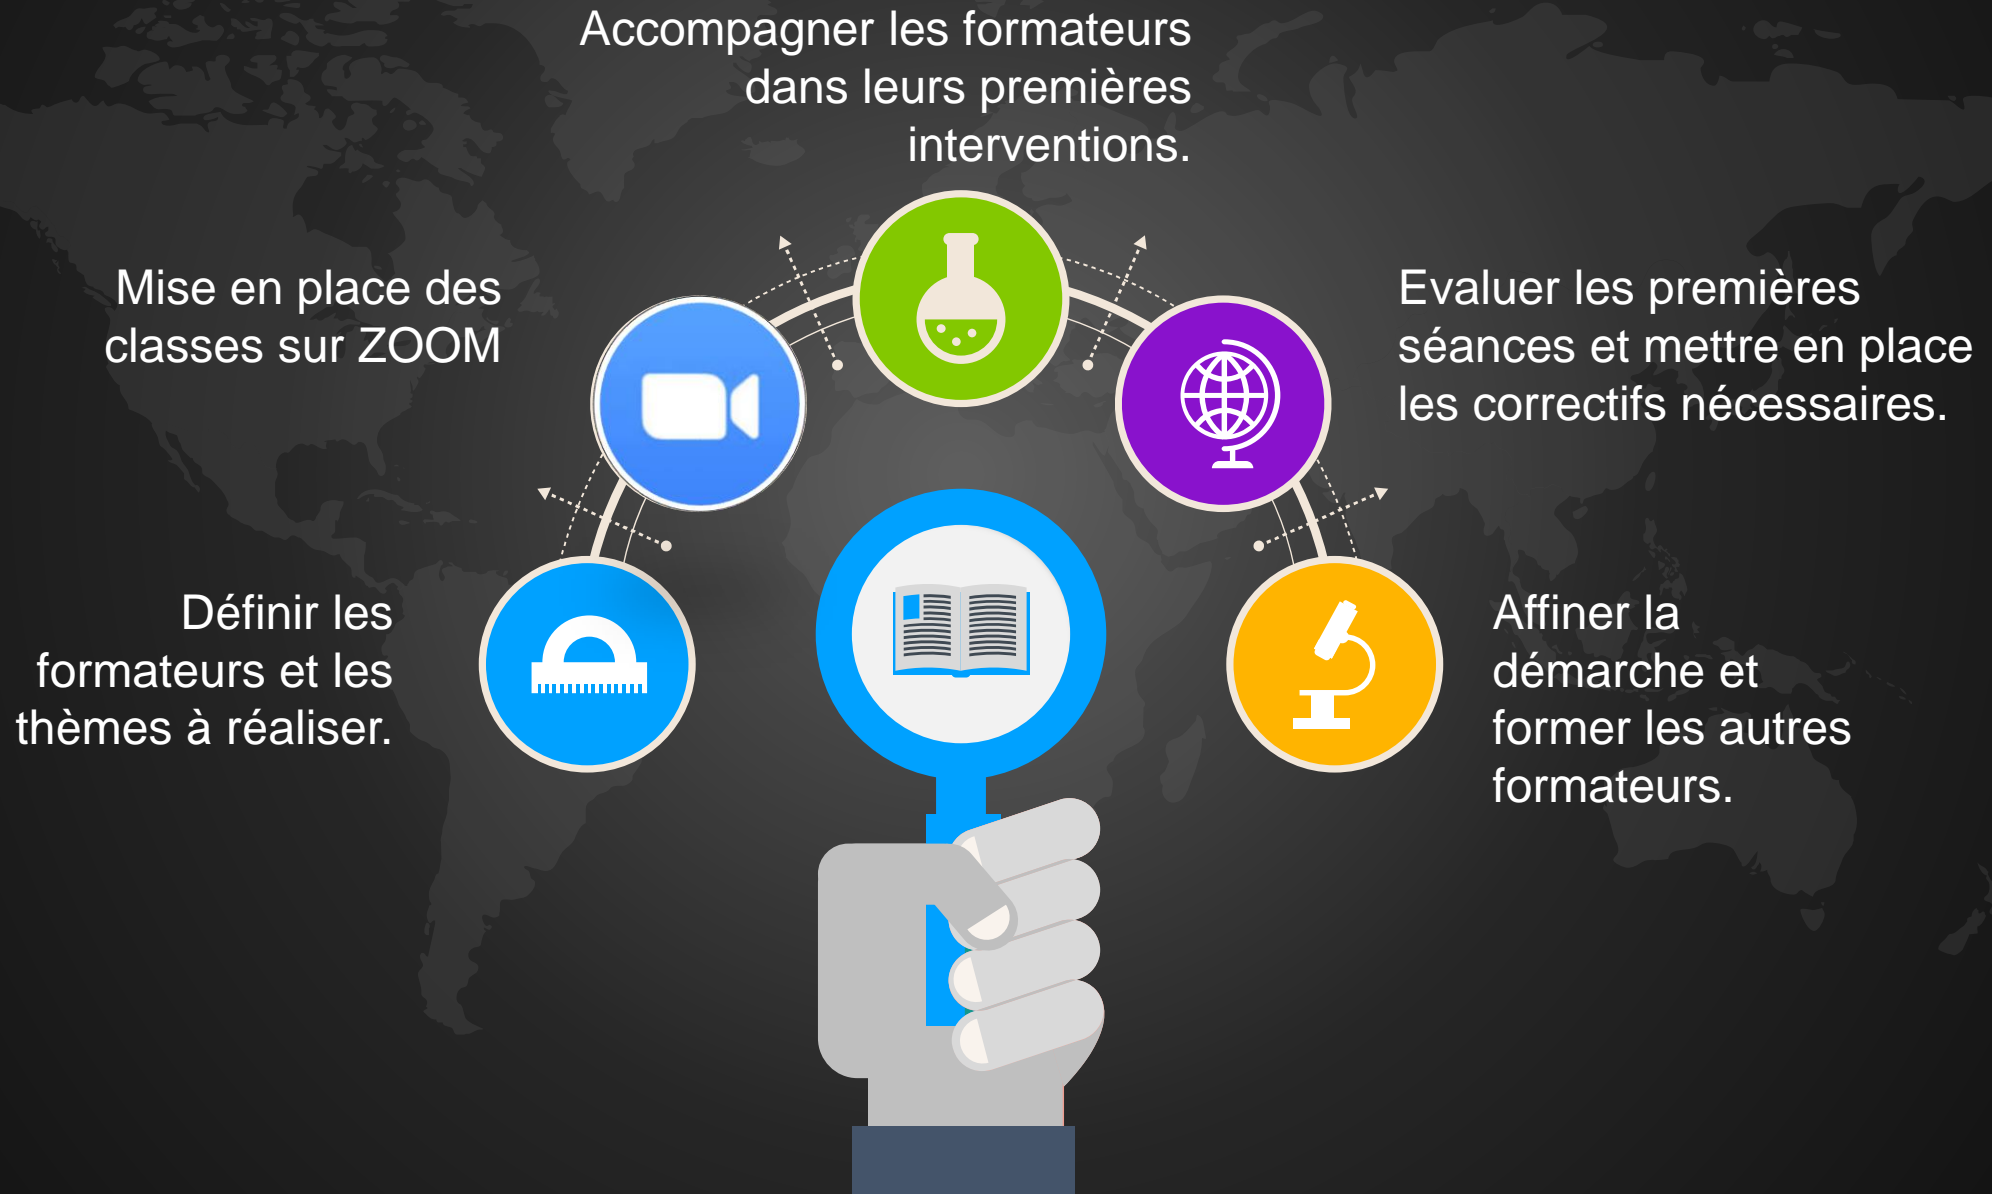 Accompagner les formateurs
dans leurs premières
interventions.
Mise en place des
classes sur ZOOM
Evaluer les premières
séances et mettre en place
les correctifs nécessaires.
Définir les
formateurs et les
thèmes à réaliser.
Affiner la
démarche et
former les autres
formateurs.